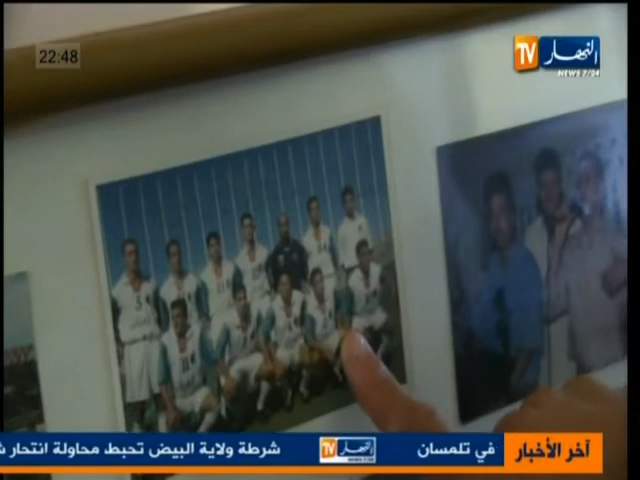 22:48
TV النهار
NEWS 7/24
آخر الأخبار
في تلمسان
النهار TV
شرطة ولاية البيض تحبط محاولة انتحار